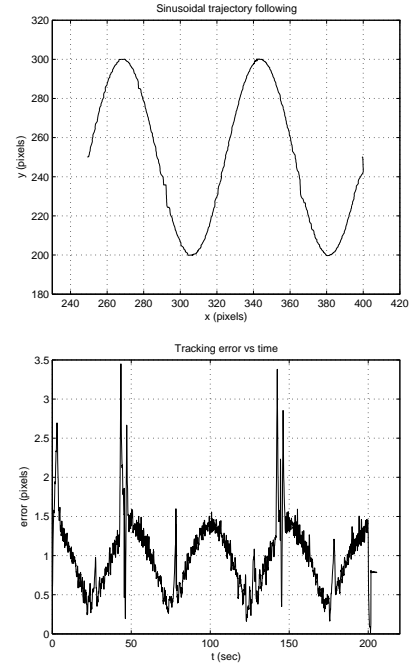 Sinusoidal trajectory following
320
300
280
260
240
220
200
180
y (pixels)
240 260 280 300 320 340 360 380 400 420
x (pixels)
Tracking error vs time
3.5
3
2.5
2
1.5
1
0.5
0
error (pixels)
0 50 100 150 200
t (sec)